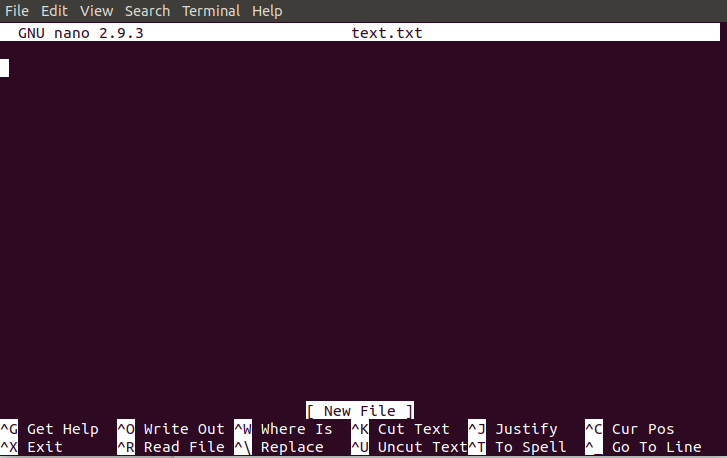 File Edit View Search Terminal Help
GNU nano 2.9.3 text.txt
[ New File ]
^G Get Help ^O Write Out ^W Where Is ^K Cut Text ^J Justify ^C Cur Pos
^X Exit ^R Read File ^\ Replace ^U Uncut Text ^T To Spell ^_ Go To Line